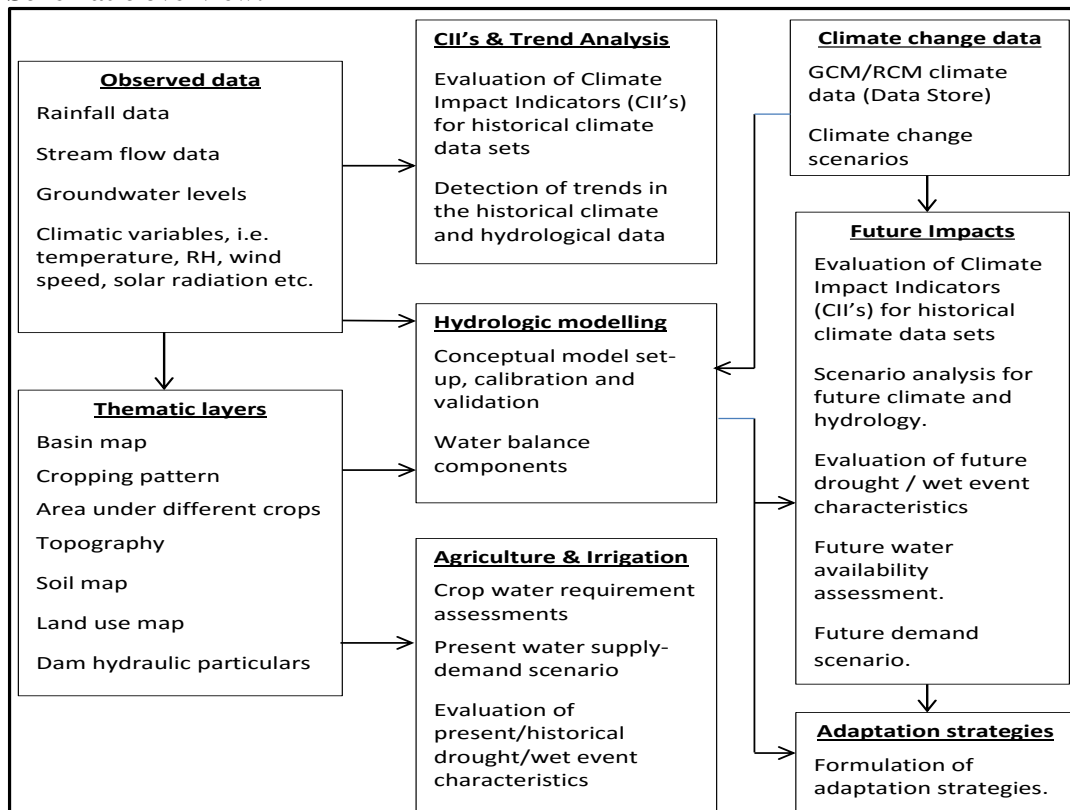 Observed data
Rainfall data
Stream flow data
Groundwater levels
Climatic variables, i.e.
temperature, RH, wind
speed, solar radiation etc.
Thematic layers
Basin map
Cropping pattern
Area under different crops
Topography
Soil map
Land use map
Dam hydraulic particulars
CII's & Trend Analysis
Evaluation of Climate
Impact Indicators (CII's)
for historical climate
data sets
Detection of trends in
the historical climate
and hydrological data
Hydrologic modelling
Conceptual model set-
up, calibration and
validation
Water balance
components
Agriculture & Irrigation
Crop water requirement
assessments
Present water supply-
demand scenario
Evaluation of
present/historical
drought/wet event
characteristics
Climate change data
GCM/RCM climate
data (Data Store)
Climate change
scenarios
Future Impacts
Evaluation of Climate
Impact Indicators
(CII's) for historical
climate data sets
Scenario analysis for
future climate and
hydrology.
Evaluation of future
drought / wet event
characteristics
Future water
availability
assessment.
Future demand
scenario.
Adaptation strategies
Formulation of
adaptation strategies.